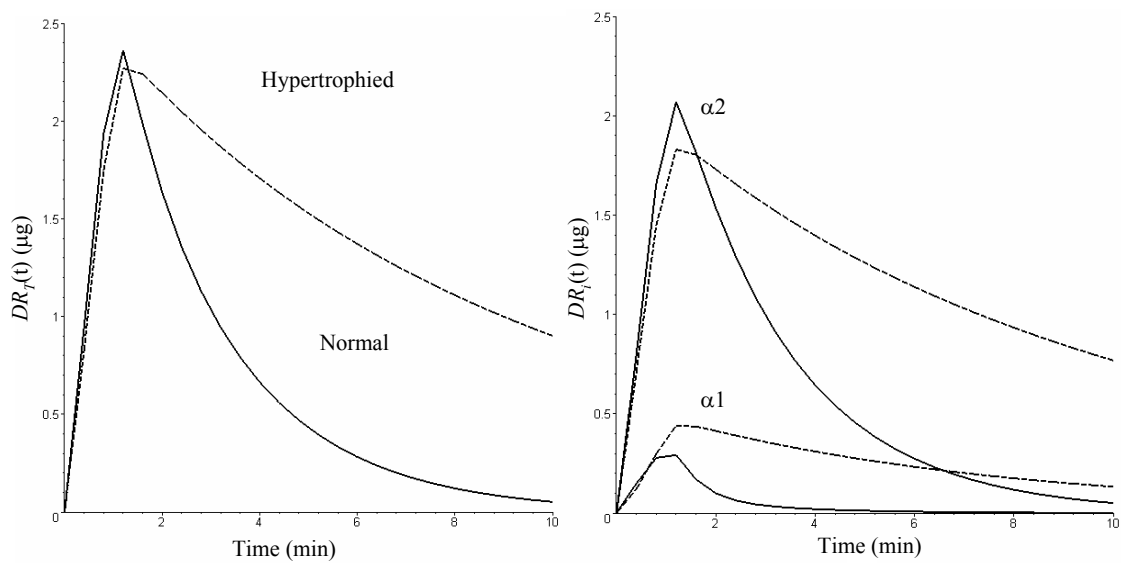 2.5
2
1.5
1
0.5
0
DR_T(t) (μg)
Hypertrophied
Normal
0 2 4 6 8 10
Time (min)
2.5
2
1.5
1
0.5
0
DR_i(t) (μg)
α2
α1
0 2 4 6 8 10
Time (min)